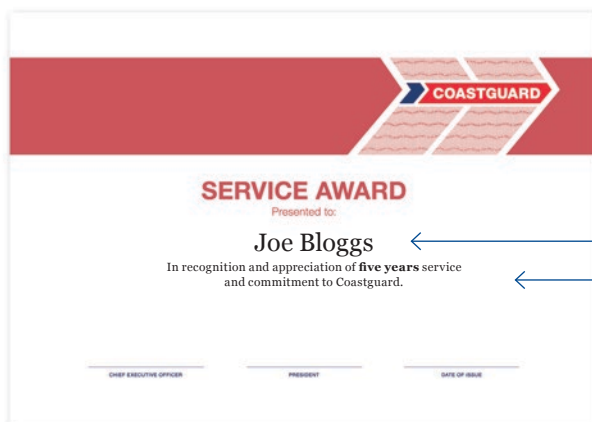 COASTGUARD
SERVICE AWARD
Presented to:
Joe Bloggs
In recognition and appreciation of five years service
and commitment to Coastguard.
CHIEF EXECUTIVE OFFICER PRESIDENT DATE OF ISSUE